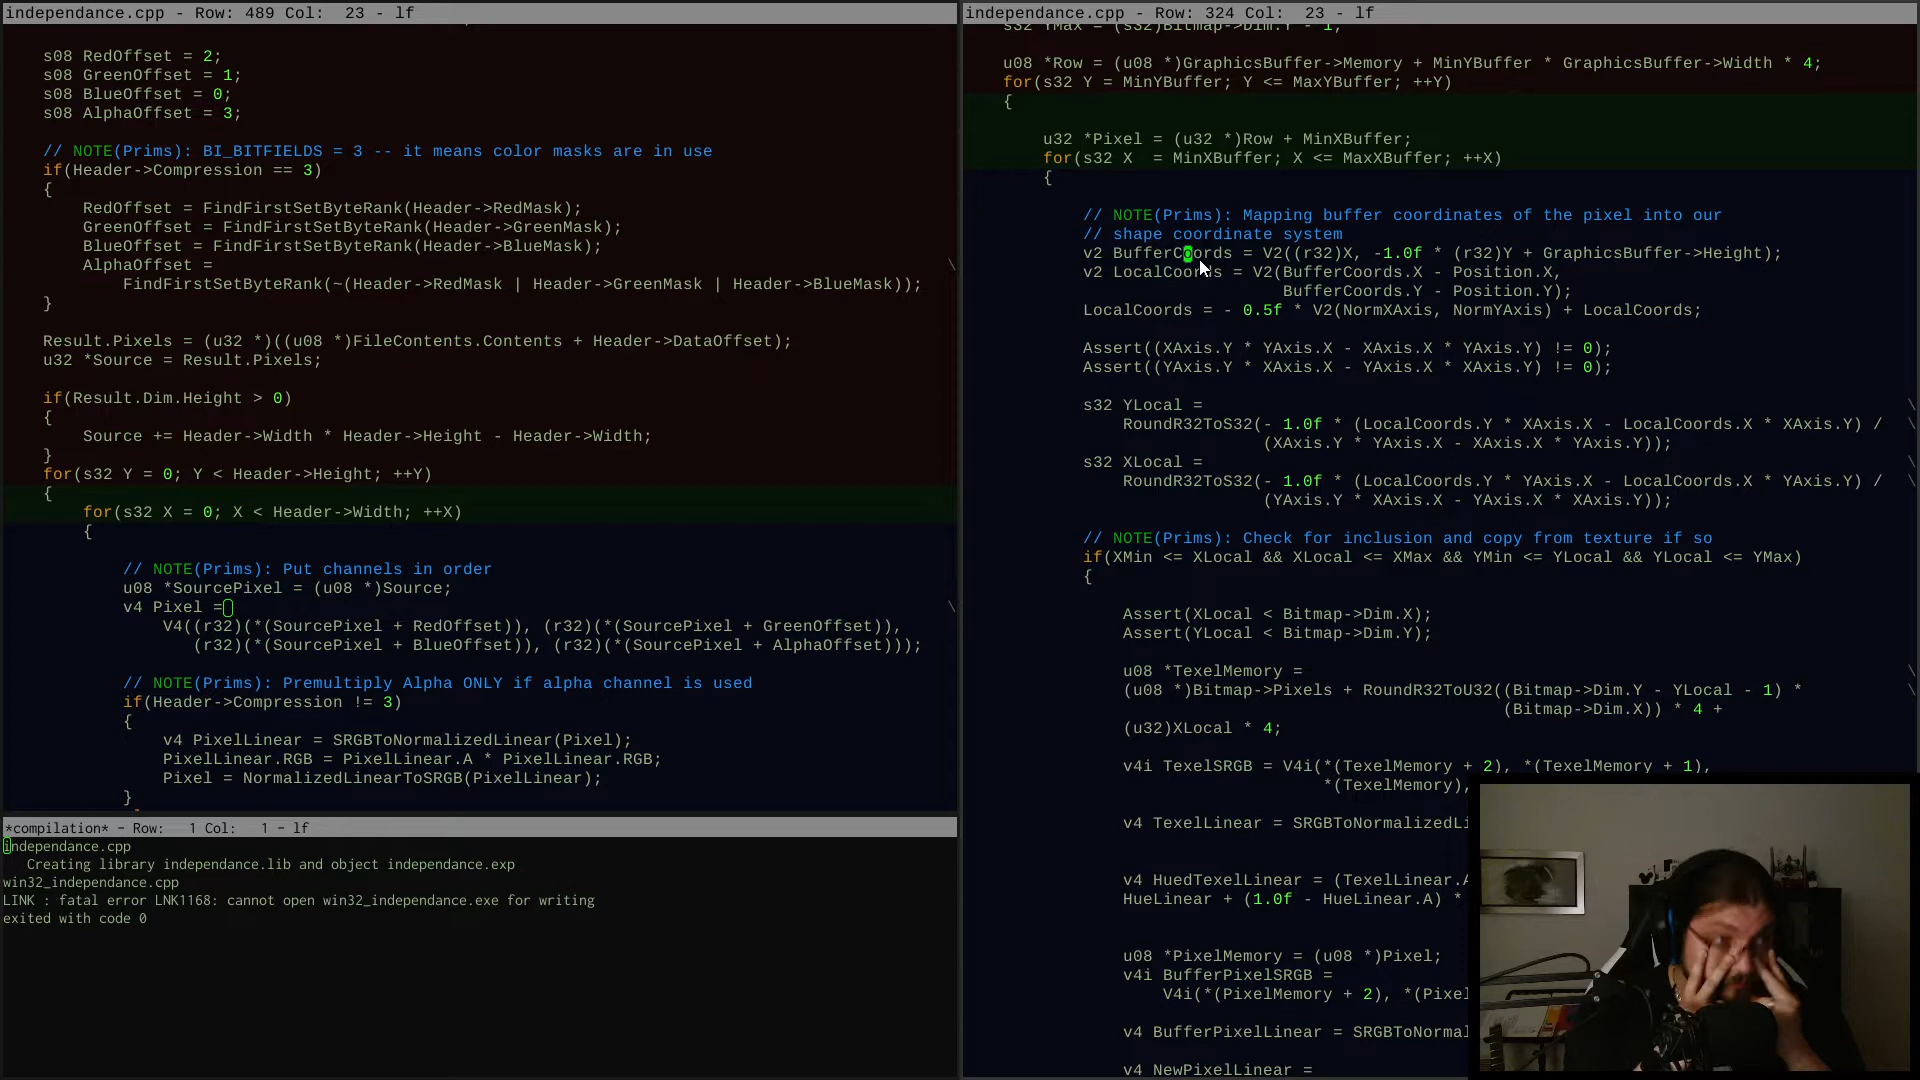 independance.cpp - Row: 489 Col:  23 - lf
s08 RedOffset = 2;
s08 GreenOffset = 1;
s08 BlueOffset = 0;
s08 AlphaOffset = 3;
// NOTE(Prims): BI_BITFIELDS = 3 -- it means color masks are in use
if(Header->Compression == 3)
{
RedOffset = FindFirstSetByteRank(Header->RedMask);
GreenOffset = FindFirstSetByteRank(Header->GreenMask);
BlueOffset = FindFirstSetByteRank(Header->BlueMask);
AlphaOffset = \
FindFirstSetByteRank(~(Header->RedMask | Header->GreenMask | Header->BlueMask));
}
Result.Pixels = (u32 *)((u08 *)FileContents.Contents + Header->DataOffset);
u32 *Source = Result.Pixels;
if(Result.Dim.Height > 0)
{
Source += Header->Width * Header->Height - Header->Width;
}
for(s32 Y = 0; Y < Header->Height; ++Y)
{
for(s32 X = 0; X < Header->Width; ++X)
{
// NOTE(Prims): Put channels in order
u08 *SourcePixel = (u08 *)Source;
v4 Pixel = \
V4((r32)(*(SourcePixel + RedOffset)), (r32)(*(SourcePixel + GreenOffset)),
(r32)(*(SourcePixel + BlueOffset)), (r32)(*(SourcePixel + AlphaOffset)));
// NOTE(Prims): Premultiply Alpha ONLY if alpha channel is used
if(Header->Compression != 3)
{
v4 PixelLinear = SRGBToNormalizedLinear(Pixel);
PixelLinear.RGB = PixelLinear.A * PixelLinear.RGB;
Pixel = NormalizedLinearToSRGB(PixelLinear);
}
*compilation* - Row:   1 Col:   1 - lf
independance.cpp
Creating library independance.lib and object independance.exp
win32_independance.cpp
LINK : fatal error LNK1168: cannot open win32_independance.exe for writing
exited with code 0
independance.cpp - Row: 324 Col:  23 - lf
s32 YMax = (s32)Bitmap->Dim.Y - 1;
u08 *Row = (u08 *)GraphicsBuffer->Memory + MinYBuffer * GraphicsBuffer->Width * 4;
for(s32 Y = MinYBuffer; Y <= MaxYBuffer; ++Y)
{
u32 *Pixel = (u32 *)Row + MinXBuffer;
for(s32 X  = MinXBuffer; X <= MaxXBuffer; ++X)
{
// NOTE(Prims): Mapping buffer coordinates of the pixel into our
// shape coordinate system
v2 BufferCoords = V2((r32)X, -1.0f * (r32)Y + GraphicsBuffer->Height);
v2 LocalCoords = V2(BufferCoords.X - Position.X,
BufferCoords.Y - Position.Y);
LocalCoords = - 0.5f * V2(NormXAxis, NormYAxis) + LocalCoords;
Assert((XAxis.Y * YAxis.X - XAxis.X * YAxis.Y) != 0);
Assert((YAxis.Y * XAxis.X - YAxis.X * XAxis.Y) != 0);
s32 YLocal = \
RoundR32ToS32(- 1.0f * (LocalCoords.Y * XAxis.X - LocalCoords.X * XAxis.Y) / \
(XAxis.Y * YAxis.X - XAxis.X * YAxis.Y));
s32 XLocal = \
RoundR32ToS32(- 1.0f * (LocalCoords.Y * YAxis.X - LocalCoords.X * YAxis.Y) / \
(YAxis.Y * XAxis.X - YAxis.X * XAxis.Y));
// NOTE(Prims): Check for inclusion and copy from texture if so
if(XMin <= XLocal && XLocal <= XMax && YMin <= YLocal && YLocal <= YMax)
{
Assert(XLocal < Bitmap->Dim.X);
Assert(YLocal < Bitmap->Dim.Y);
u08 *TexelMemory = \
(u08 *)Bitmap->Pixels + RoundR32ToU32((Bitmap->Dim.Y - YLocal - 1) * \
(Bitmap->Dim.X)) * 4 +
(u32)XLocal * 4;
v4i TexelSRGB = V4i(*(TexelMemory + 2), *(TexelMemory + 1),
*(TexelMemory),
v4 TexelLinear = SRGBToNormalizedLi
v4 HuedTexelLinear = (TexelLinear.A
HueLinear + (1.0f - HueLinear.A) *
u08 *PixelMemory = (u08 *)Pixel;
v4i BufferPixelSRGB =
V4i(*(PixelMemory + 2), *(Pixel
v4 BufferPixelLinear = SRGBToNormal
v4 NewPixelLinear =